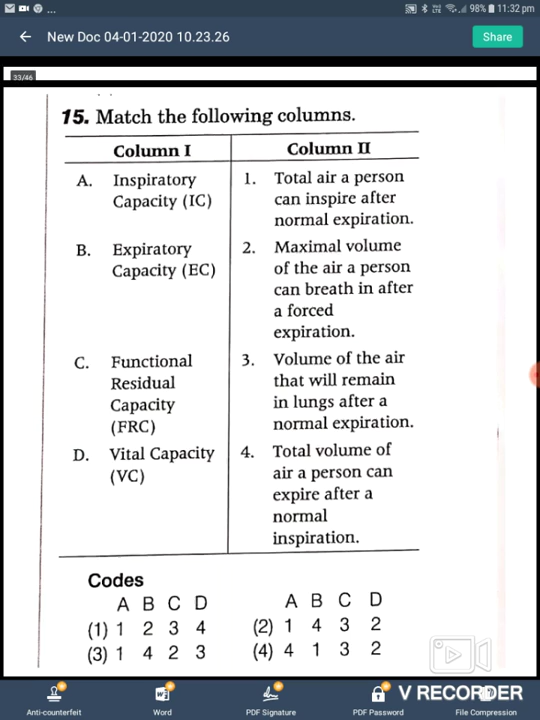 98% 11:32 pm
New Doc 04-01-2020 10.23.26
Share
33/46
15. Match the following columns.
Column I Column II
A. Inspiratory 1. Total air a person
Capacity (IC) can inspire after
normal expiration.
B. Expiratory 2. Maximal volume
Capacity (EC) of the air a person
can breath in after
a forced
expiration.
C. Functional 3. Volume of the air
Residual that will remain
Capacity in lungs after a
(FRC) normal expiration.
D. Vital Capacity 4. Total volume of
(VC) air a person can
expire after a
normal
inspiration.
Codes
A B C D A B C D
(1) 1 2 3 4 (2) 1 4 3 2
(3) 1 4 2 3 (4) 4 1 3 2
V RECORDER
Anti-counterfeit Word PDF Signature PDF Password File Compression